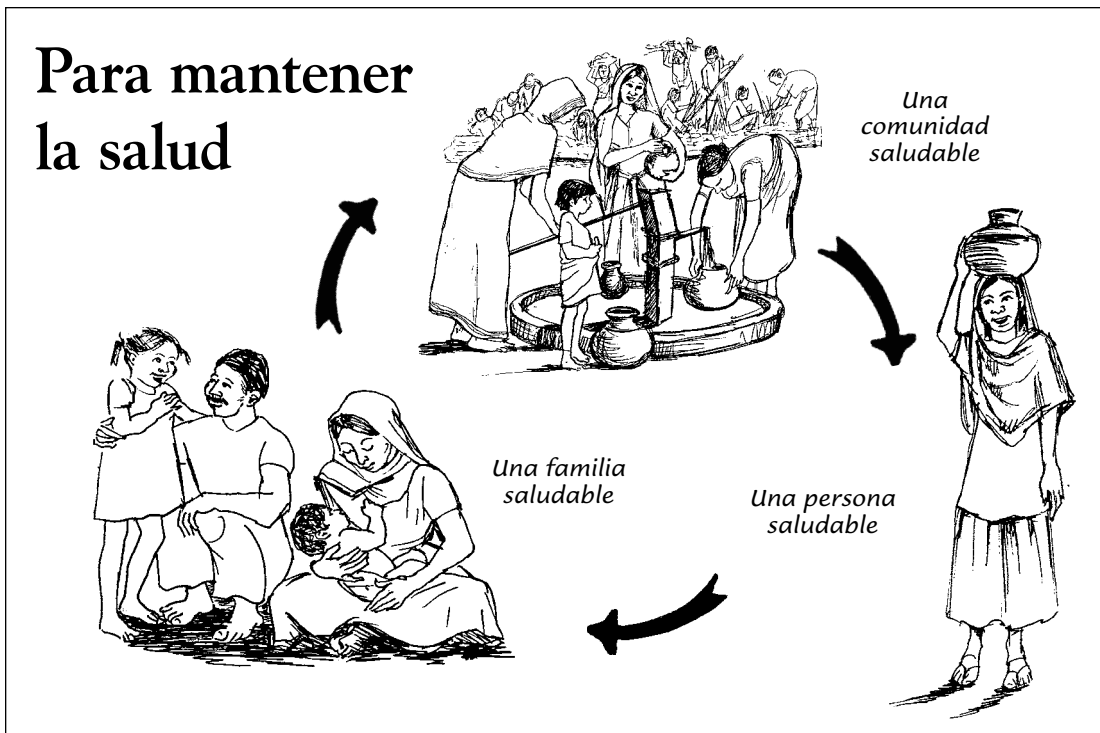 Para mantener
la salud
Una
comunidad
saludable
Una familia
saludable
Una persona
saludable